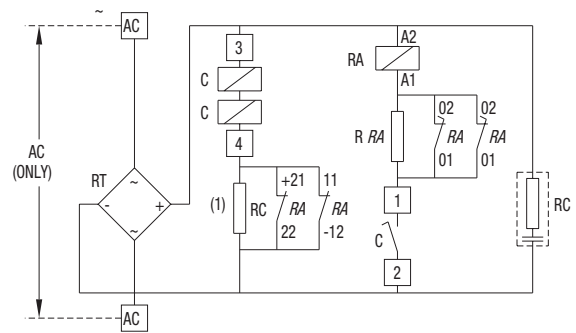 ~
AC
AC
(ONLY)
RT
~
-
+
~
AC
3
C
C
4
(1)
RC
+21
RA
22
11
RA
-12
A2
RA
A1
R RA
02
RA
01
02
RA
01
1
C
2
RC